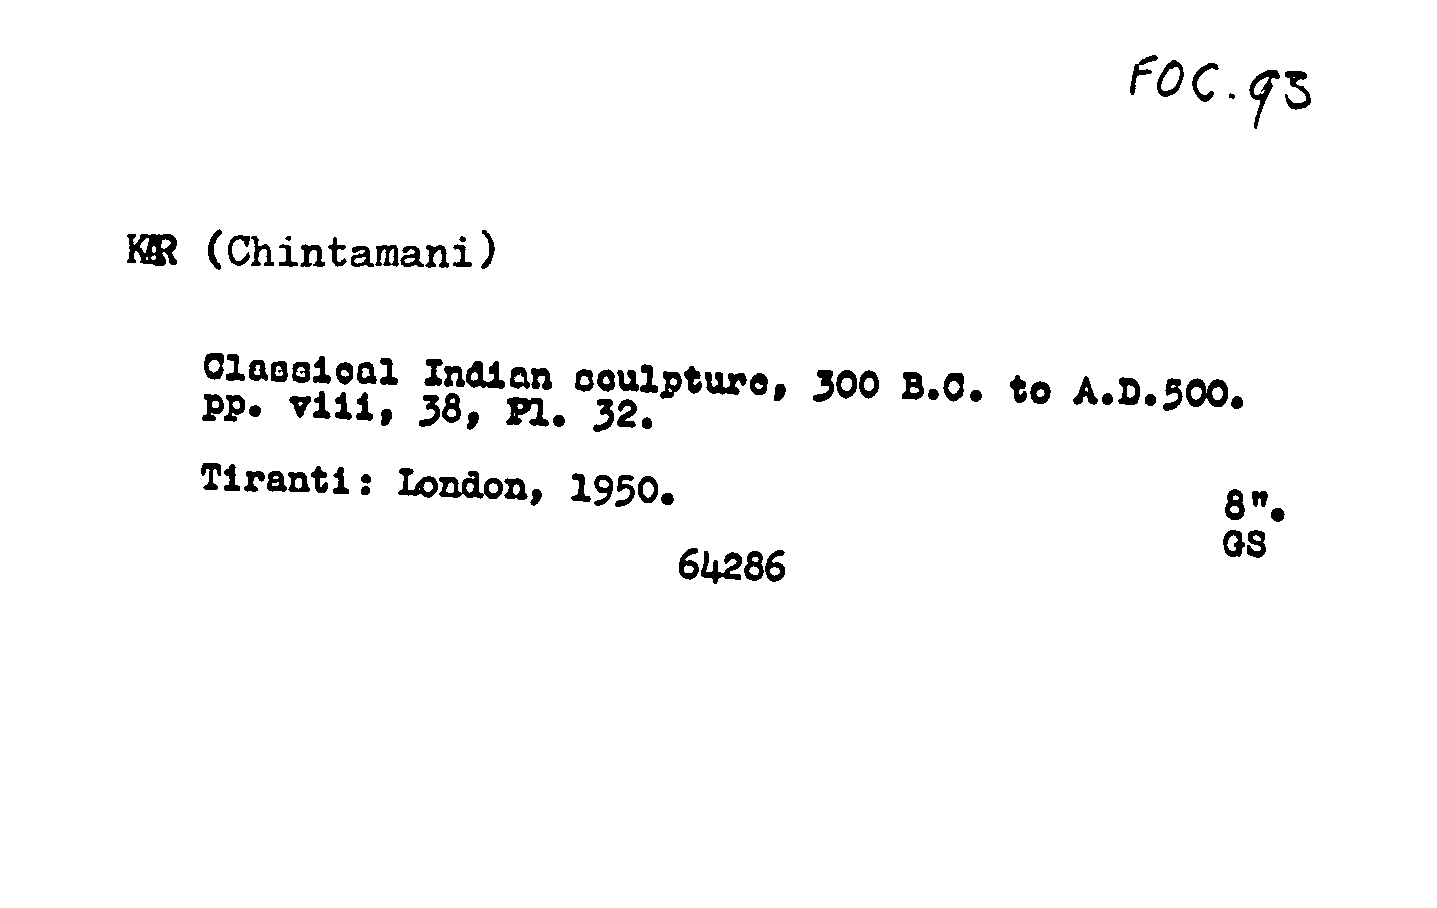 FOC.93
KAR (Chintamani)
Classical Indian sculpture, 300 B.C. to A.D.500.
pp. viii, 38, Pl. 32.
Tiranti: London, 1950.
8".
GS
64286